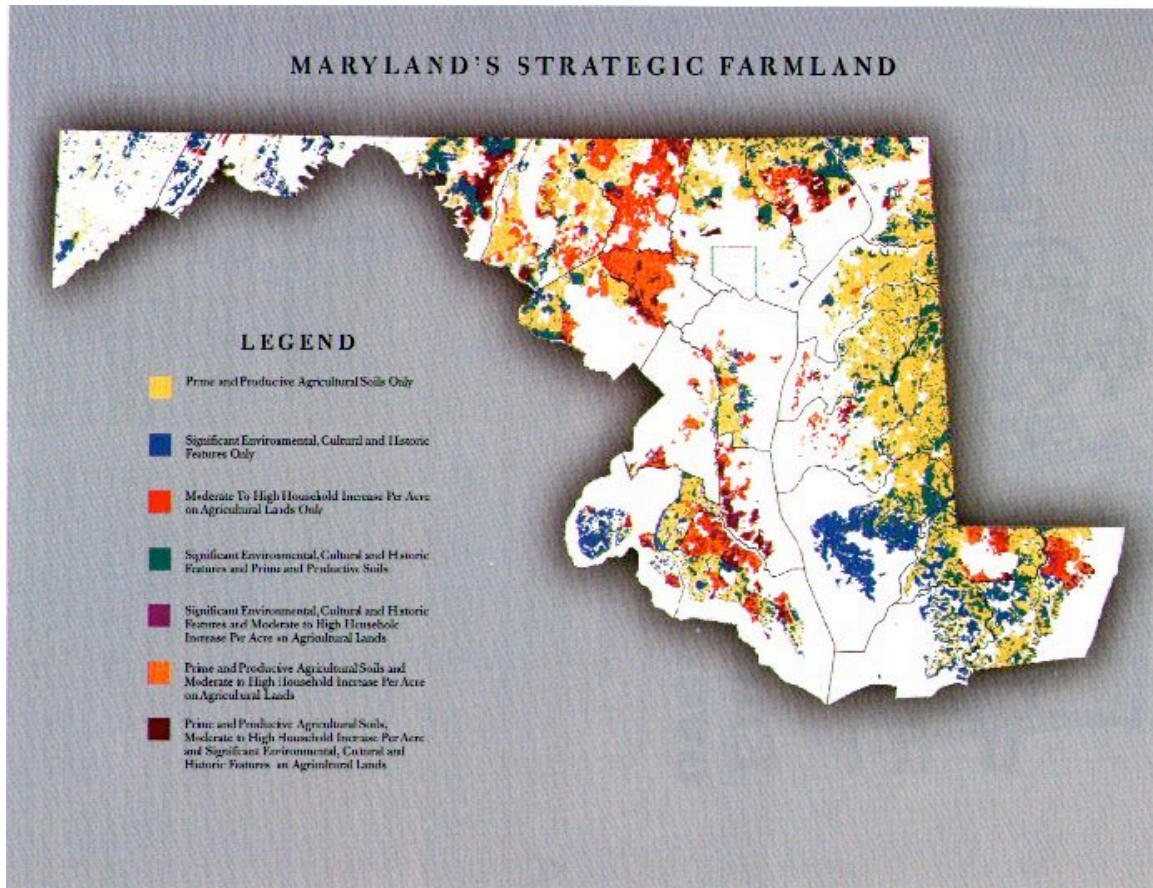 MARYLAND'S STRATEGIC FARMLAND
LEGEND
Prime and Productive Agricultural Soils Only
Significant Environmental, Cultural and Historic
Features Only
Moderate To High Household Increase Per Acre
on Agricultural Lands Only
Significant Environmental, Cultural and Historic
Features and Prime and Productive Soils
Significant Environmental, Cultural and Historic
Features and Moderate to High Household
Increase Per Acre on Agricultural Lands
Prime and Productive Agricultural Soils and
Moderate to High Household Increase Per Acre
on Agricultural Lands
Prime and Productive Agricultural Soils,
Moderate to High Household Increase Per Acre
and Significant Environmental, Cultural and
Historic Features on Agricultural Lands